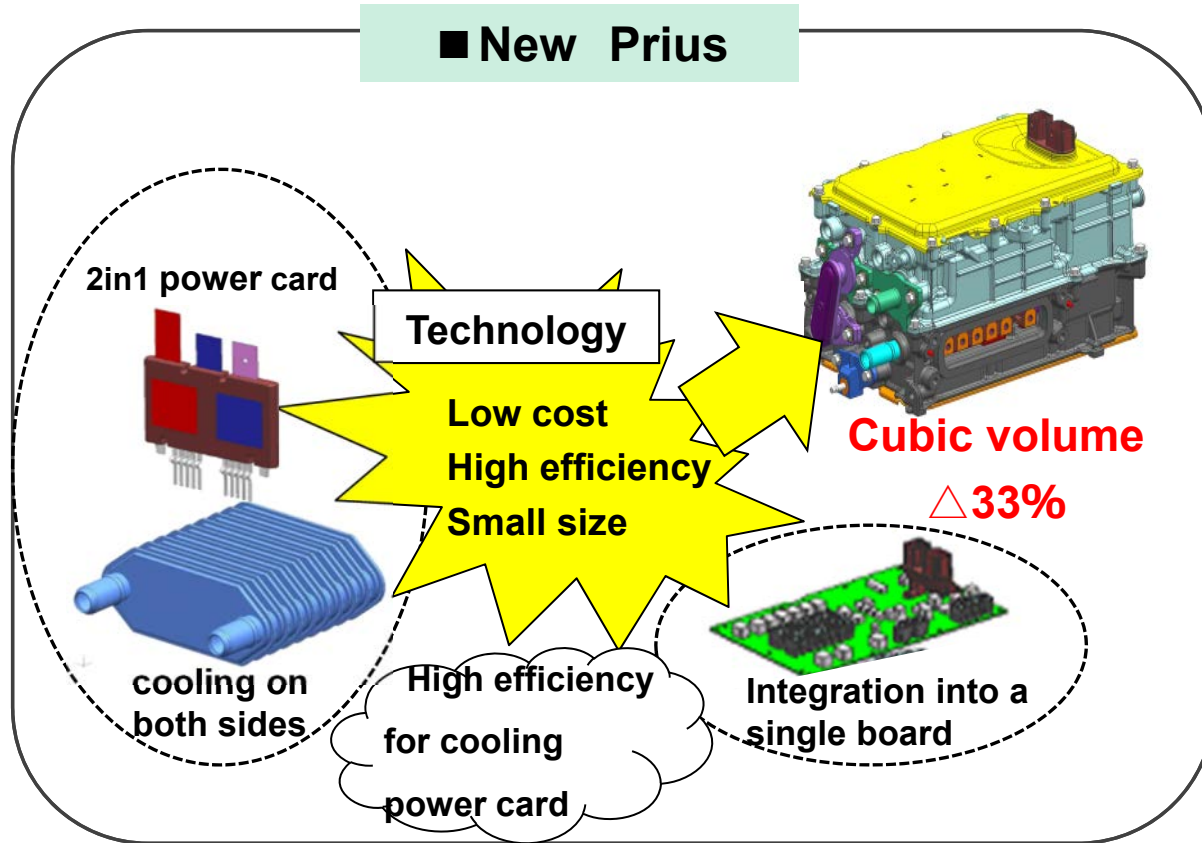 ■ New Prius
2in1 power card
Technology
Low cost
High efficiency
Small size
Cubic volume
△33%
cooling on
both sides
High efficiency
for cooling
power card
Integration into a
single board